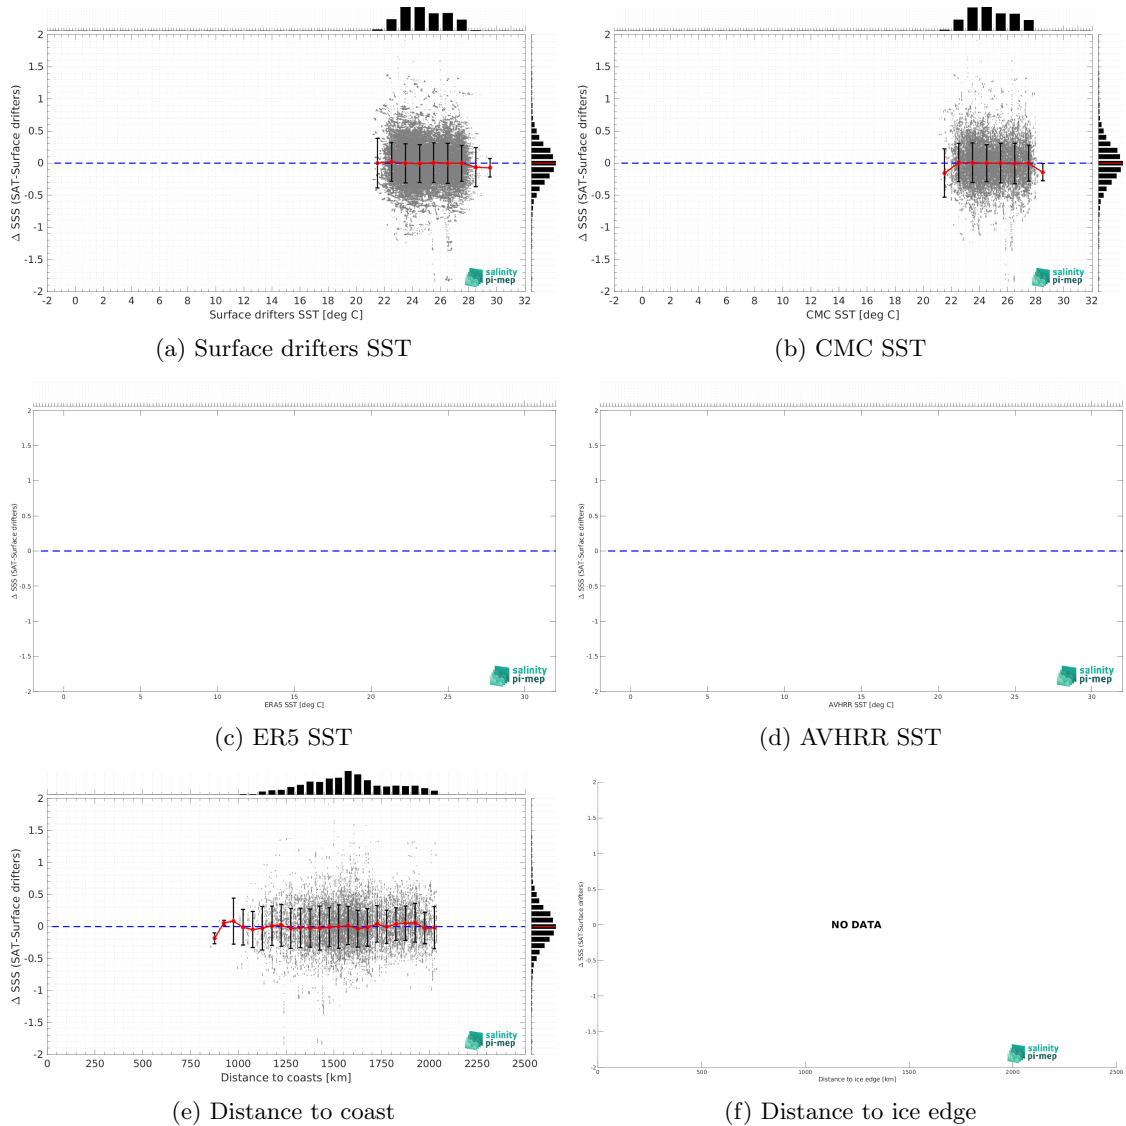 2
1.5
1
0.5
0
-0.5
-1
-1.5
-2
Δ SSS (SAT-Surface drifters)
-2 0 2 4 6 8 10 12 14 16 18 20 22 24 26 28 30 32
Surface drifters SST [deg C]
salinity
pi-mep
(a) Surface drifters SST
2
1.5
1
0.5
0
-0.5
-1
-1.5
-2
Δ SSS (SAT-Surface drifters)
-2 0 2 4 6 8 10 12 14 16 18 20 22 24 26 28 30 32
CMC SST [deg C]
salinity
pi-mep
(b) CMC SST
2
1.5
1
0.5
0
-0.5
-1
-1.5
-2
Δ SSS (SAT-Surface drifters)
0 5 10 15 20 25 30
ERA5 SST [deg C]
salinity
pi-mep
(c) ER5 SST
2
1.5
1
0.5
0
-0.5
-1
-1.5
-2
Δ SSS (SAT-Surface drifters)
0 5 10 15 20 25 30
AVHRR SST [deg C]
salinity
pi-mep
(d) AVHRR SST
2
1.5
1
0.5
0
-0.5
-1
-1.5
-2
Δ SSS (SAT-Surface drifters)
0 250 500 750 1000 1250 1500 1750 2000 2250 2500
Distance to coasts [km]
salinity
pi-mep
(e) Distance to coast
2
1.5
1
0.5
0
-0.5
-1
-1.5
-2
Δ SSS (SAT-Surface drifters)
NO DATA
0 500 1000 1500 2000 2500
Distance to ice edge [km]
salinity
pi-mep
(f) Distance to ice edge